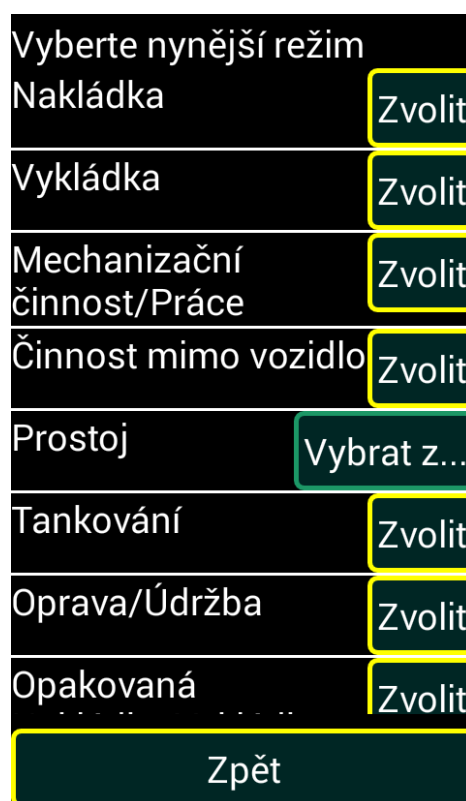 Vyberte nynější režim
Nakládka
Zvolit
Vykládka
Zvolit
Mechanizační
činnost/Práce
Zvolit
Činnost mimo vozidlo
Zvolit
Prostoj
Vybrat z...
Tankování
Zvolit
Oprava/Údržba
Zvolit
Opakovaná
Zvolit
Zpět